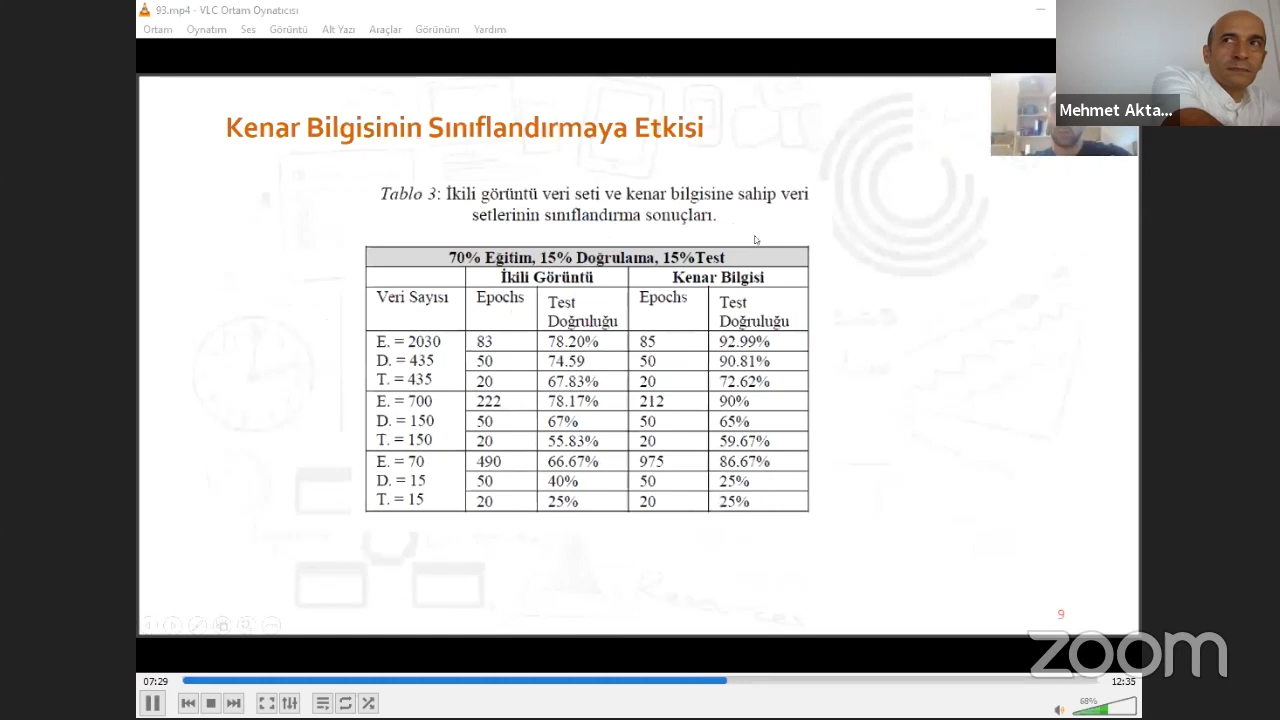 93.mp4 - VLC Ortam Oynatıcısı
Ortam Oynatım Ses Görüntü Alt Yazı Araçlar Görünüm Yardım
Mehmet Akta...
Kenar Bilgisinin Sınıflandırmaya Etkisi
Tablo 3: İkili görüntü veri seti ve kenar bilgisine sahip veri
setlerinin sınıflandırma sonuçları.
70% Eğitim, 15% Doğrulama, 15%Test
İkili Görüntü Kenar Bilgisi
Veri Sayısı Epochs Test Doğruluğu Epochs Test Doğruluğu
E. = 2030 83 78.20% 85 92.99%
D. = 435 50 74.59 50 90.81%
T. = 435 20 67.83% 20 72.62%
E. = 700 222 78.17% 212 90%
D. = 150 50 67% 50 65%
T. = 150 20 55.83% 20 59.67%
E. = 70 490 66.67% 975 86.67%
D. = 15 50 40% 50 25%
T. = 15 20 25% 20 25%
Resources
9
zoom
07:29 12:35
68%